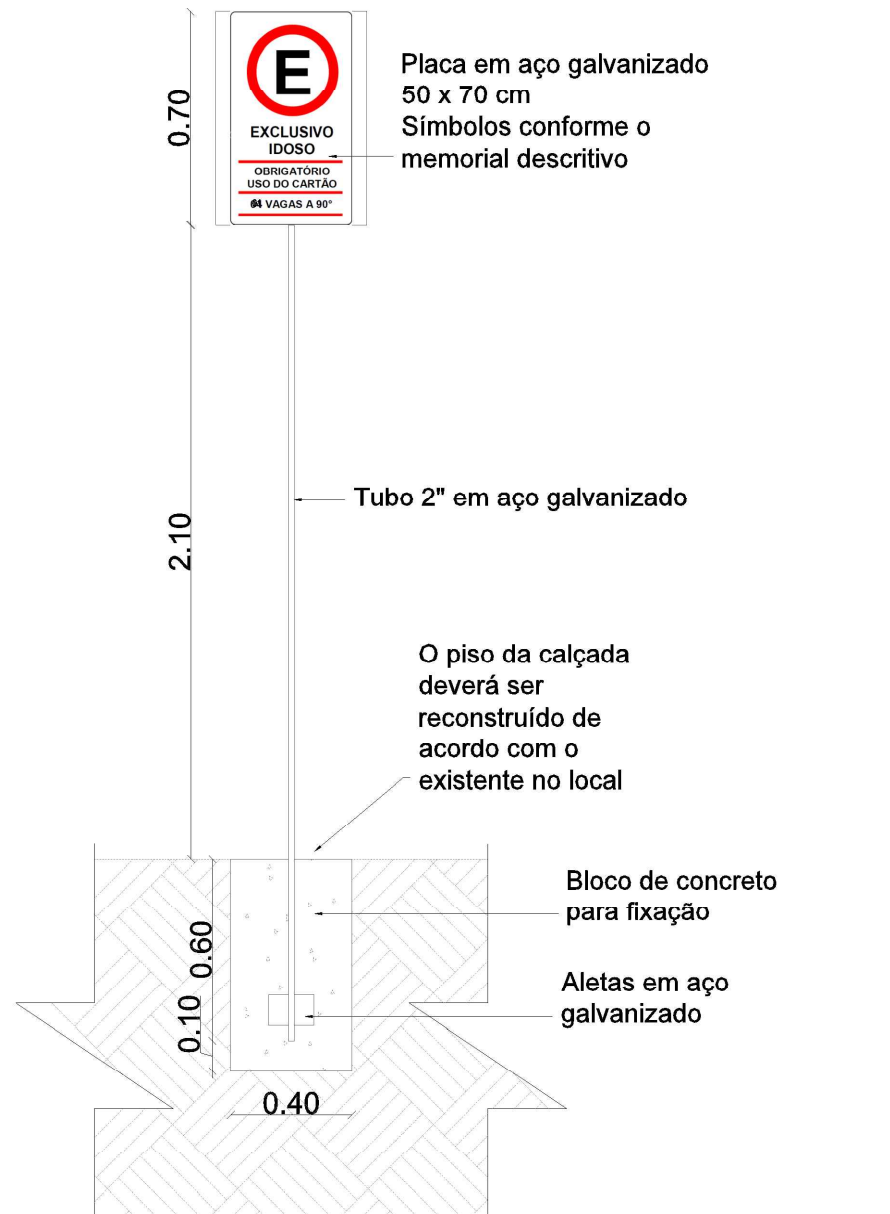 0.70
E
EXCLUSIVO
IDOSO
OBRIGATÓRIO
USO DO CARTÃO
VAGAS A 90°
Placa em aço galvanizado
50 x 70 cm
Símbolos conforme o
memorial descritivo
2.10
Tubo 2" em aço galvanizado
O piso da calçada
deverá ser
reconstruído de
acordo com o
existente no local
0.60
Bloco de concreto
para fixação
0.10
Aletas em aço
galvanizado
0.40